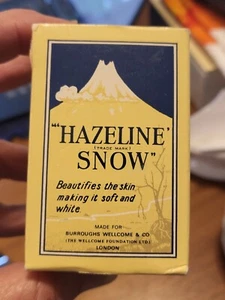 "'HAZELINE'
(TRADE MARK)
SNOW"
Beautifies the skin
making it soft and
white.
MADE FOR
BURROUGHS WELLCOME & CO.
(THE WELLCOME FOUNDATION LTD.)
LONDON